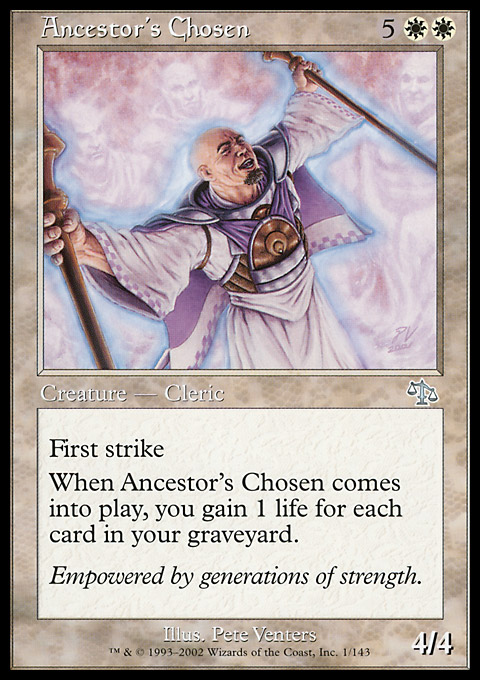 Ancestor's Chosen 5
Creature — Cleric
First strike
When Ancestor's Chosen comes
into play, you gain 1 life for each
card in your graveyard.
Empowered by generations of strength.
Illus. Pete Venters
4/4
™ & © 1993–2002 Wizards of the Coast, Inc. 1/143